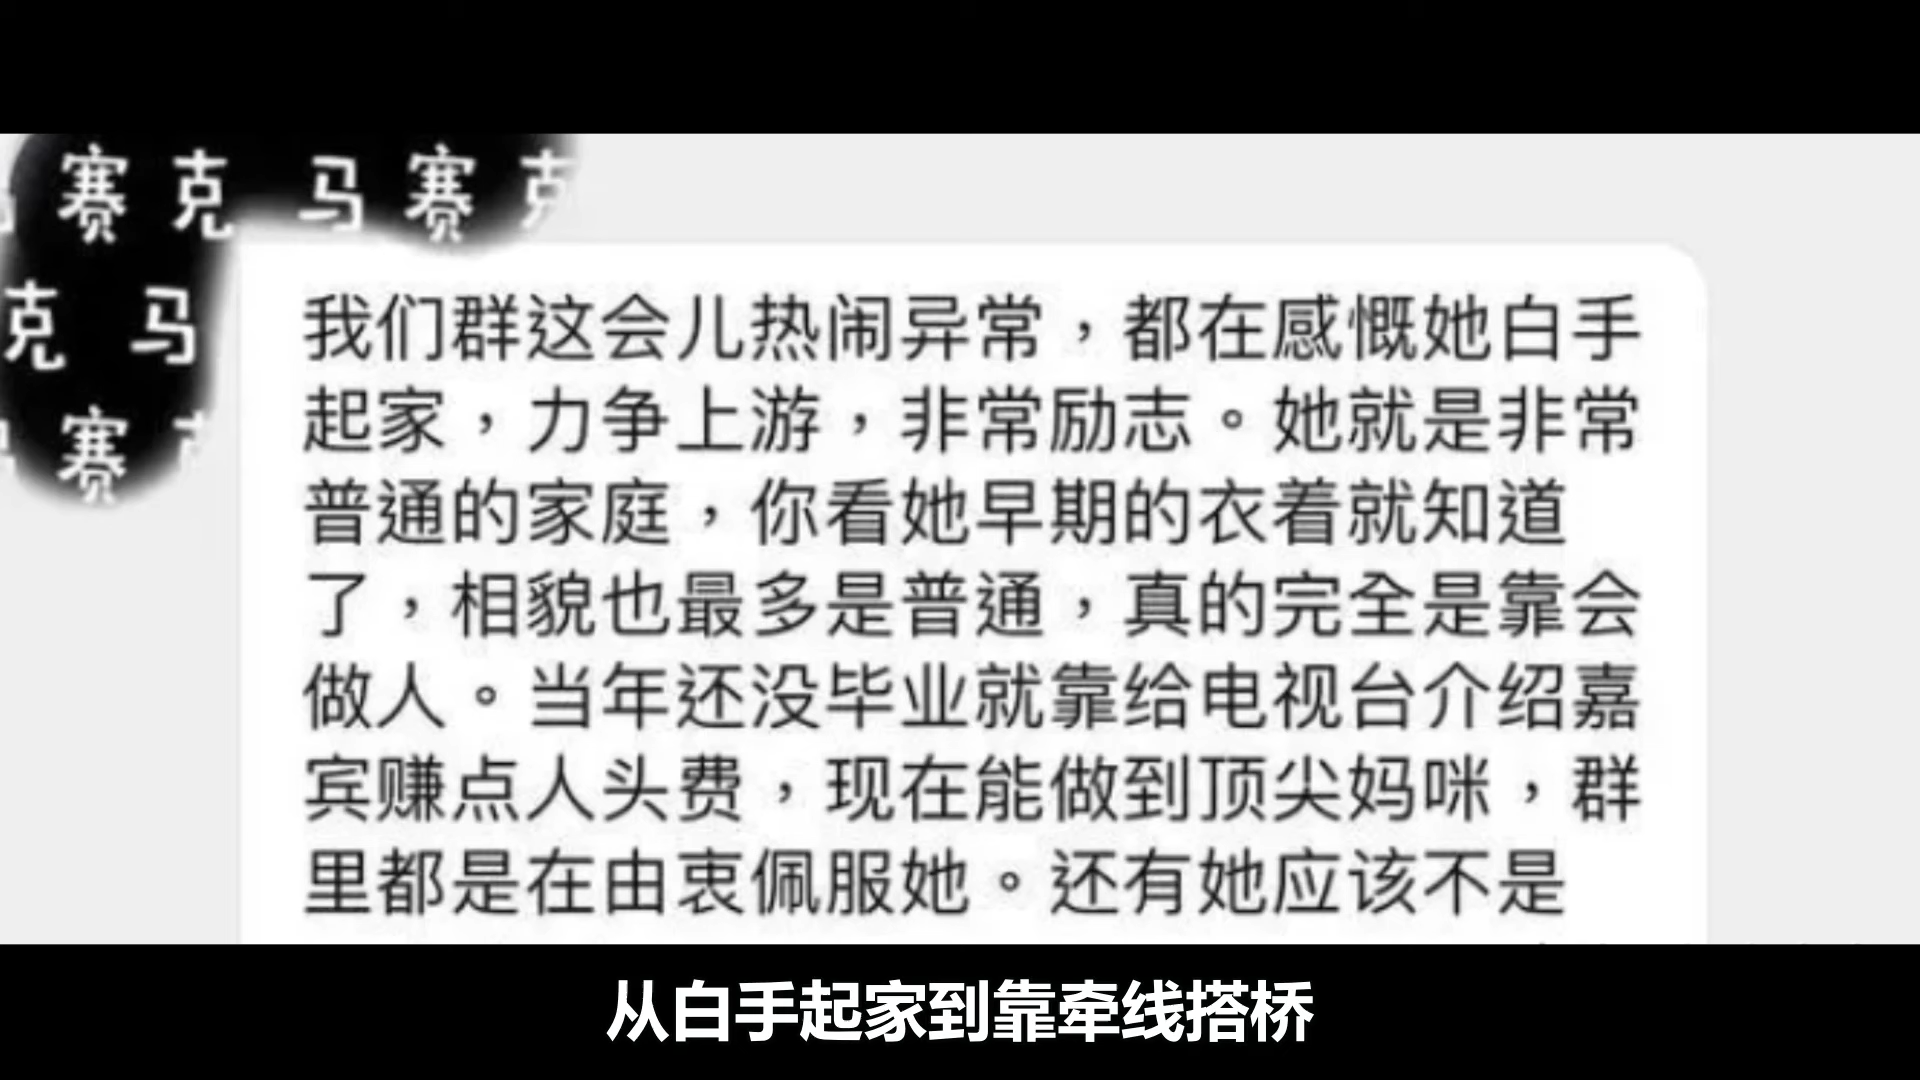 赛克 马赛克
克 马
赛
我们群这会儿热闹异常，都在感慨她白手
起家，力争上游，非常励志。她就是非常
普通的家庭，你看她早期的衣着就知道
了，相貌也最多是普通，真的完全是靠会
做人。当年还没毕业就靠给电视台介绍嘉
宾赚点人头费，现在能做到顶尖妈咪，群
里都是在由衷佩服她。还有她应该不是
从白手起家到靠牵线搭桥